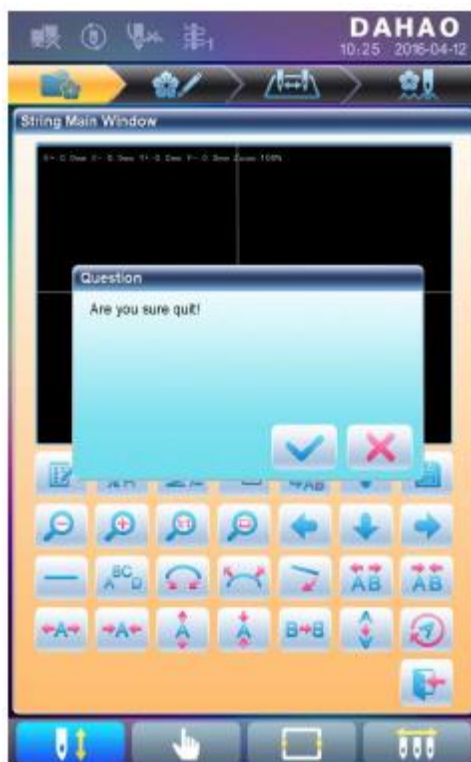 DAHAO
10:25 2016-04-12
String Main Window
Question
Are you sure quit!